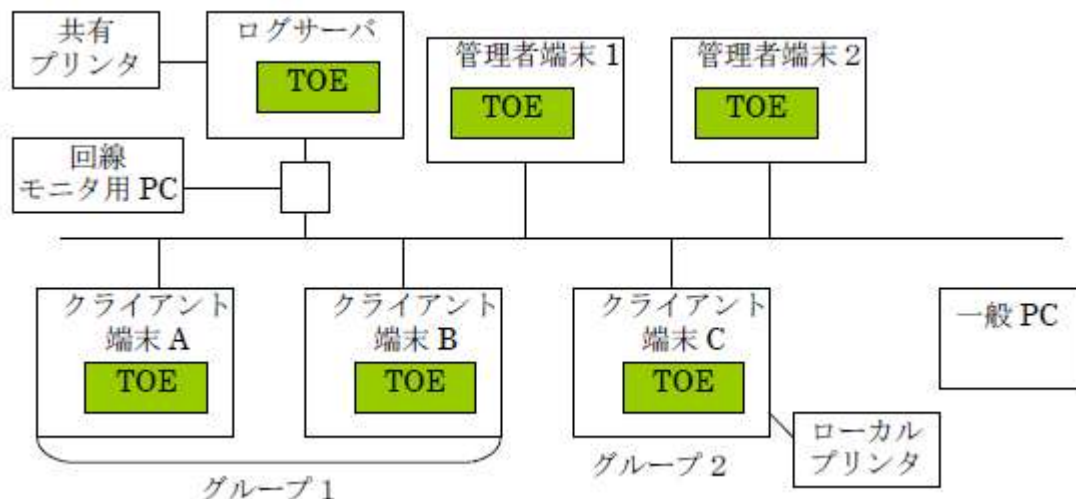 共有
プリンタ
ログサーバ
TOE
管理者端末 1
TOE
管理者端末 2
TOE
回線
モニタ用 PC
クライアント
端末 A
TOE
クライアント
端末 B
TOE
クライアント
端末 C
TOE
一般 PC
ローカル
プリンタ
グループ 1
グループ 2